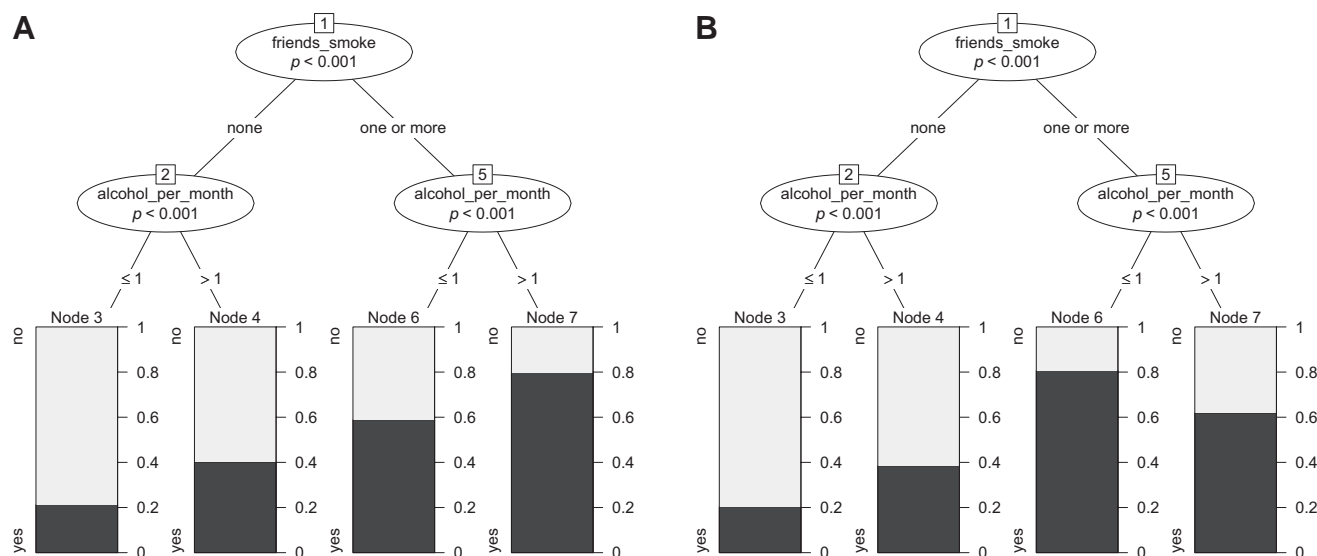 A
1
friends_smoke
p < 0.001
none
one or more
2
alcohol_per_month
p < 0.001
5
alcohol_per_month
p < 0.001
≤ 1
> 1
≤ 1
> 1
Node 3
no
yes
1
0.8
0.6
0.4
0.2
0
Node 4
no
yes
1
0.8
0.6
0.4
0.2
0
Node 6
no
yes
1
0.8
0.6
0.4
0.2
0
Node 7
no
yes
1
0.8
0.6
0.4
0.2
0
B
1
friends_smoke
p < 0.001
none
one or more
2
alcohol_per_month
p < 0.001
5
alcohol_per_month
p < 0.001
≤ 1
> 1
≤ 1
> 1
Node 3
no
yes
1
0.8
0.6
0.4
0.2
0
Node 4
no
yes
1
0.8
0.6
0.4
0.2
0
Node 6
no
yes
1
0.8
0.6
0.4
0.2
0
Node 7
no
yes
1
0.8
0.6
0.4
0.2
0